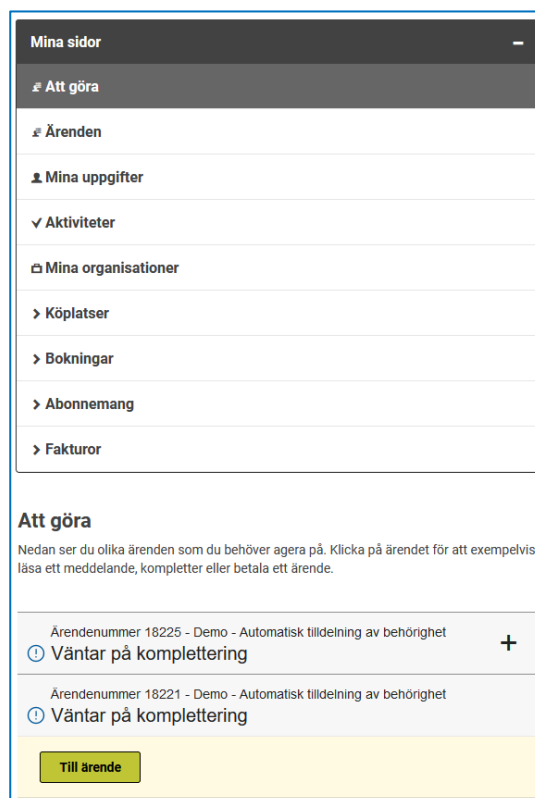 Mina sidor
Att göra
Ärenden
Mina uppgifter
Aktiviteter
Mina organisationer
Köplatser
Bokningar
Abonnemang
Fakturor
Att göra
Nedan ser du olika ärenden som du behöver agera på. Klicka på ärendet för att exempelvis
läsa ett meddelande, kompletter eller betala ett ärende.
Ärendenummer 18225 - Demo - Automatisk tilldelning av behörighet
Väntar på komplettering
Ärendenummer 18221 - Demo - Automatisk tilldelning av behörighet
Väntar på komplettering
Till ärende